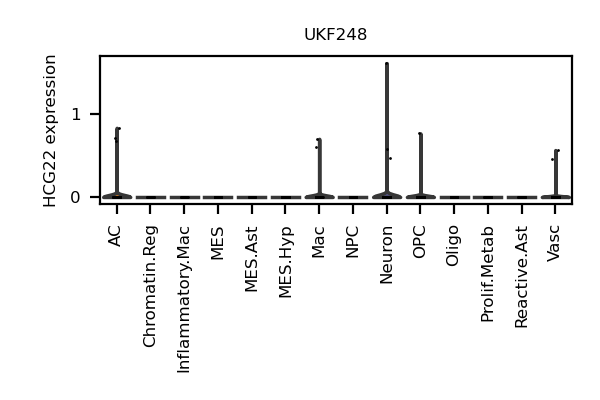 UKF248
HCG22 expression
1
0
AC
Chromatin.Reg
Inflammatory.Mac
MES
MES.Ast
MES.Hyp
Mac
NPC
Neuron
OPC
Oligo
Prolif.Metab
Reactive.Ast
Vasc